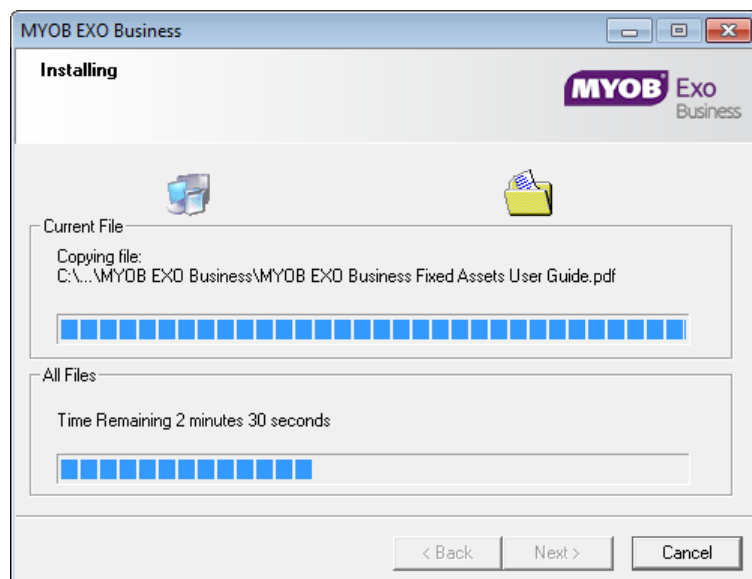 MYOB EXO Business
Installing
MYOB Exo
Business
Current File
Copying file:
C:\...\MYOB EXO Business\MYOB EXO Business Fixed Assets User Guide.pdf
All Files
Time Remaining 2 minutes 30 seconds
< Back Next > Cancel